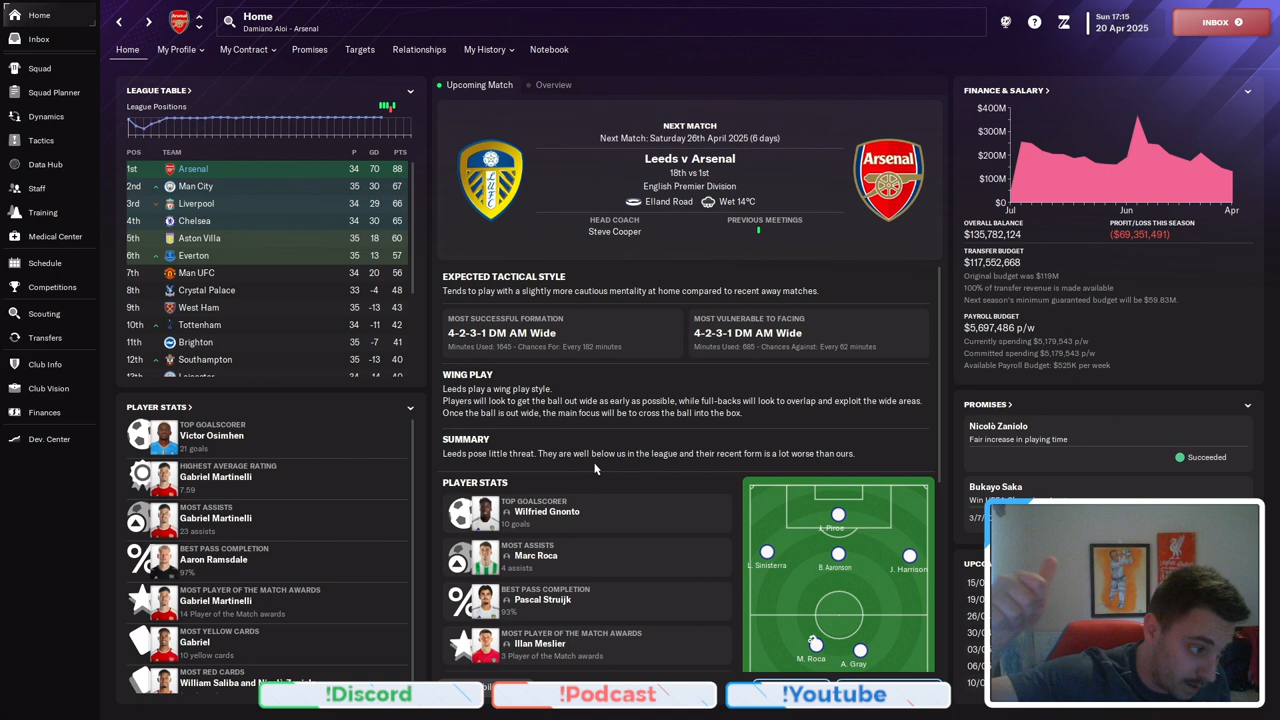 Home
Inbox
Squad
Squad Planner
Dynamics
Tactics
Data Hub
Staff
Training
Medical Center
Schedule
Competitions
Scouting
Transfers
Club Info
Club Vision
Finances
Dev. Center
Home
Damiano Aloi - Arsenal
Sun 17:15
20 Apr 2025
INBOX
Home
My Profile
My Contract
Promises
Targets
Relationships
My History
Notebook
LEAGUE TABLE
League Positions
POS TEAM P GD PTS
1st Arsenal 34 70 88
2nd Man City 35 30 67
3rd Liverpool 34 29 66
4th Chelsea 34 30 65
5th Aston Villa 35 18 60
6th Everton 35 13 57
7th Man UFC 34 20 56
8th Crystal Palace 33 -4 48
9th West Ham 34 -13 43
10th Tottenham 34 -11 42
11th Brighton 35 -7 41
12th Southampton 35 -13 40
PLAYER STATS
TOP GOALSCORER
Victor Osimhen
21 goals
HIGHEST AVERAGE RATING
Gabriel Martinelli
7.59
MOST ASSISTS
Gabriel Martinelli
23 assists
BEST PASS COMPLETION
Aaron Ramsdale
97%
MOST PLAYER OF THE MATCH AWARDS
Gabriel Martinelli
14 Player of the Match awards
MOST YELLOW CARDS
Gabriel
10 yellow cards
MOST RED CARDS
William Saliba and Nicolò Zaniolo
Upcoming Match
Overview
NEXT MATCH
Next Match: Saturday 26th April 2025 (6 days)
Leeds v Arsenal
18th vs 1st
English Premier Division
Elland Road Wet 14°C
HEAD COACH
Steve Cooper
PREVIOUS MEETINGS
Arsenal
EXPECTED TACTICAL STYLE
Tends to play with a slightly more cautious mentality at home compared to recent away matches.
MOST SUCCESSFUL FORMATION
4-2-3-1 DM AM Wide
Minutes Used: 1645 - Chances For: Every 182 minutes
MOST VULNERABLE TO FACING
4-2-3-1 DM AM Wide
Minutes Used: 685 - Chances Against: Every 62 minutes
WING PLAY
Leeds play a wing play style.
Players will look to get the ball out wide as early as possible, while full-backs will look to overlap and exploit the wide areas.
Once the ball is out wide, the main focus will be to cross the ball into the box.
SUMMARY
Leeds pose little threat. They are well below us in the league and their recent form is a lot worse than ours.
PLAYER STATS
TOP GOALSCORER
Wilfried Gnonto
10 goals
MOST ASSISTS
Marc Roca
4 assists
BEST PASS COMPLETION
Pascal Struijk
93%
MOST PLAYER OF THE MATCH AWARDS
Illan Meslier
3 Player of the Match awards
J. Piroe
L. Sinisterra
B. Aaronson
J. Harrison
M. Roca
A. Gray
FINANCE & SALARY
$400M
$300M
$200M
$100M
$0
Jul Jun Apr
OVERALL BALANCE
$135,782,124
PROFIT/LOSS THIS SEASON
($69,351,491)
TRANSFER BUDGET
$117,552,668
Original budget was $119M
100% of transfer revenue is made available
Next season's minimum guaranteed budget will be $59.83M.
PAYROLL BUDGET
$5,697,486 p/w
Currently spending $5,179,543 p/w
Committed spending $5,179,543 p/w
Available Payroll Budget: $525K per week
PROMISES
Nicolò Zaniolo
Fair increase in playing time
Succeeded
Bukayo Saka
!Discord
!Podcast
!Youtube